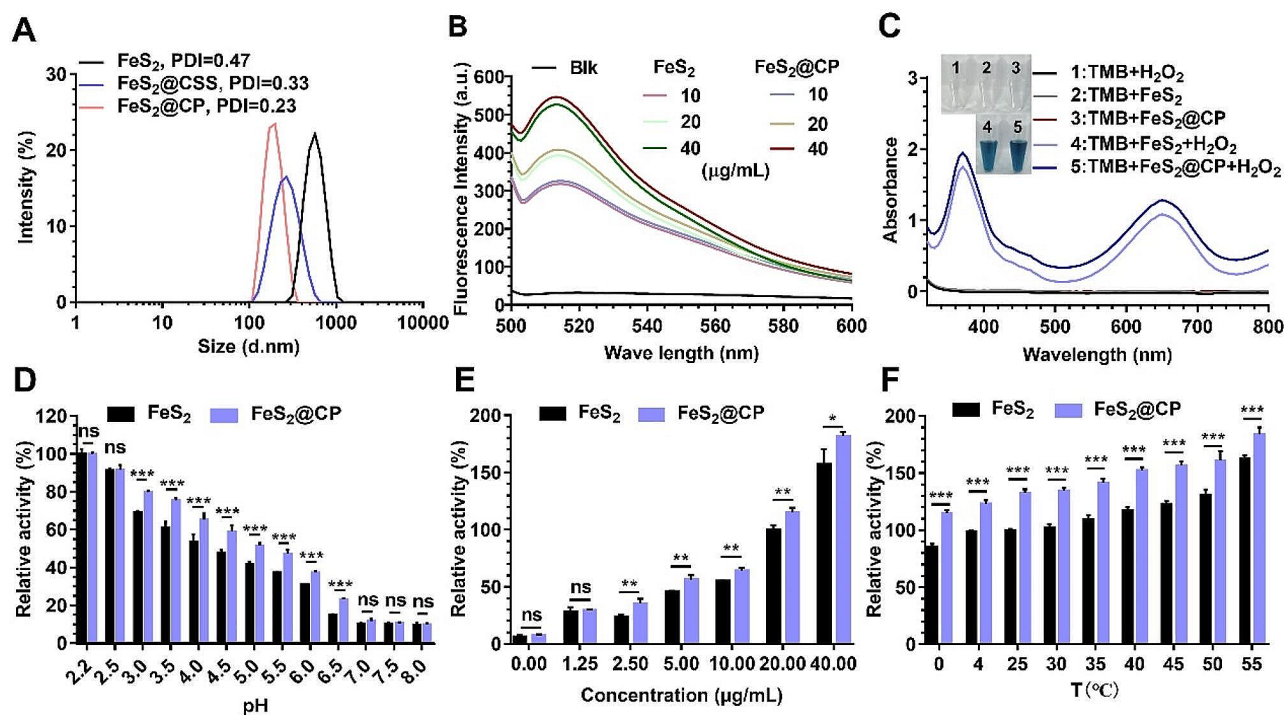 A
FeS₂, PDI=0.47
FeS₂@CSS, PDI=0.33
FeS₂@CP, PDI=0.23
30
20
10
0
Intensity (%)
1 10 100 1000 10000
Size (d.nm)
B
Blk FeS₂ FeS₂@CP
10 10
20 20
40 40
(μg/mL)
600
500
400
300
200
100
0
Fluorescence Intensity (a.u.)
500 520 540 560 580 600
Wave length (nm)
C
1 2 3
4 5
1:TMB+H₂O₂
2:TMB+FeS₂
3:TMB+FeS₂@CP
4:TMB+FeS₂+H₂O₂
5:TMB+FeS₂@CP+H₂O₂
3
2
1
0
Absorbance
400 500 600 700 800
Wavelength (nm)
D
FeS₂ FeS₂@CP
120
100
80
60
40
20
0
Relative activity (%)
ns ns *** *** *** *** *** *** *** *** ns ns ns
2.2 2.5 3.0 3.5 4.0 4.5 5.0 5.5 6.0 6.5 7.0 7.5 8.0
pH
E
FeS₂ FeS₂@CP
200
150
100
50
0
Relative activity (%)
ns ns ** ** ** ** *
0.00 1.25 2.50 5.00 10.00 20.00 40.00
Concentration (μg/mL)
F
FeS₂ FeS₂@CP
200
150
100
50
0
Relative activity (%)
*** *** *** *** *** *** *** *** ***
0 4 25 30 35 40 45 50 55
T(°C)